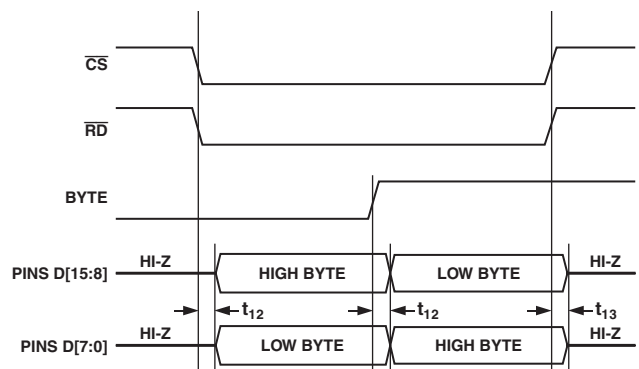 CS
RD
BYTE
PINS D[15:8] HI-Z HIGH BYTE LOW BYTE HI-Z
t12 t12 t13
PINS D[7:0] HI-Z LOW BYTE HIGH BYTE HI-Z